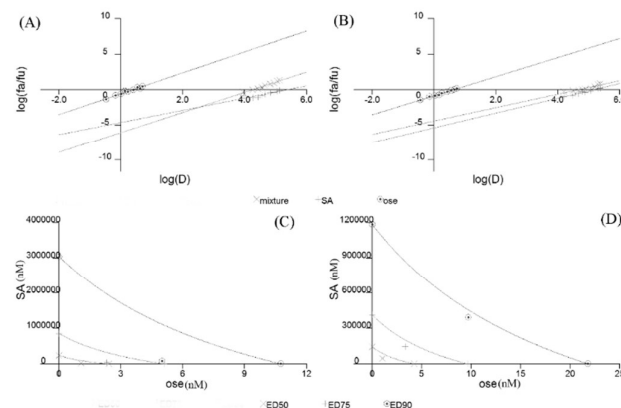 (A)
(B)
10
5
0
-5
-10
-2.0
2.0
4.0
6.0
log(fa/fu)
log(D)
10
5
0
-5
-10
-2.0
2.0
4.0
6.0
log(fa/fu)
log(D)
mixture
SA
ose
(C)
(D)
4000000
3000000
2000000
1000000
0
SA (nM)
0
3
6
9
12
ose(nM)
1200000
900000
600000
300000
0
SA (nM)
0
5
10
15
20
25
ose(nM)
ED50
ED75
ED90